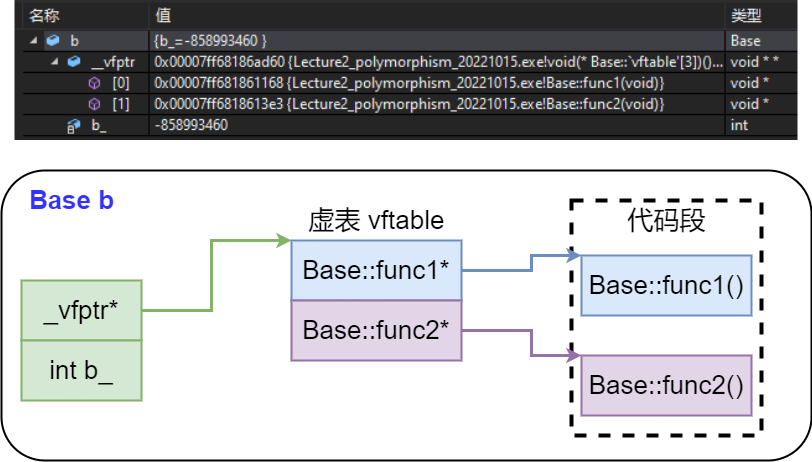 名称 值 类型
b {b_=-858993460 } Base
__vfptr 0x00007ff68186ad60 {Lecture2_polymorphism_20221015.exe!void(* Base::`vftable'[3])()... void * *
[0] 0x00007ff681861168 {Lecture2_polymorphism_20221015.exe!Base::func1(void)} void *
[1] 0x00007ff6818613e3 {Lecture2_polymorphism_20221015.exe!Base::func2(void)} void *
b_ -858993460 int
Base b
虚表 vftable
代码段
_vfptr*
int b_
Base::func1*
Base::func2*
Base::func1()
Base::func2()